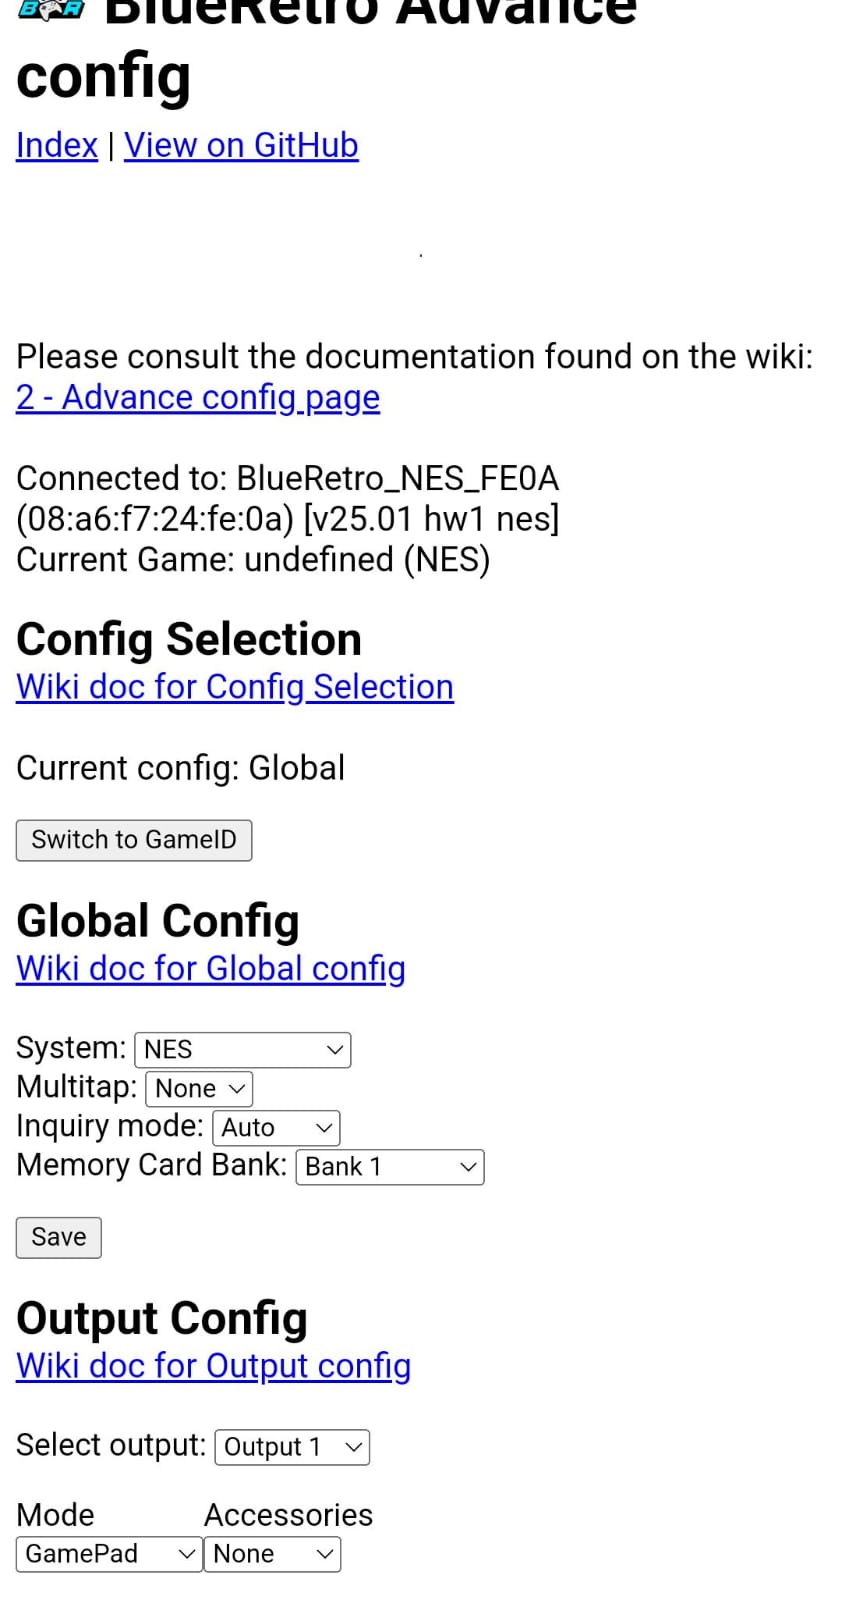 BlueRetro Advance
config
Index | View on GitHub
Please consult the documentation found on the wiki:
2 - Advance config page
Connected to: BlueRetro_NES_FE0A
(08:a6:f7:24:fe:0a) [v25.01 hw1 nes]
Current Game: undefined (NES)
Config Selection
Wiki doc for Config Selection
Current config: Global
Switch to GameID
Global Config
Wiki doc for Global config
System: NES
Multitap: None
Inquiry mode: Auto
Memory Card Bank: Bank 1
Save
Output Config
Wiki doc for Output config
Select output: Output 1
Mode Accessories
GamePad None